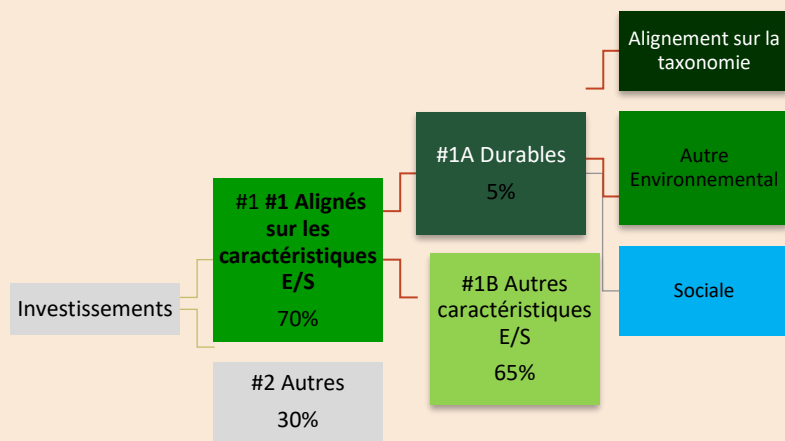 Investissements
#1 #1 Alignés
sur les
caractéristiques
E/S
70%
#2 Autres
30%
#1A Durables
5%
#1B Autres
caractéristiques
E/S
65%
Alignement sur la
taxonomie
Autre
Environnemental
Sociale